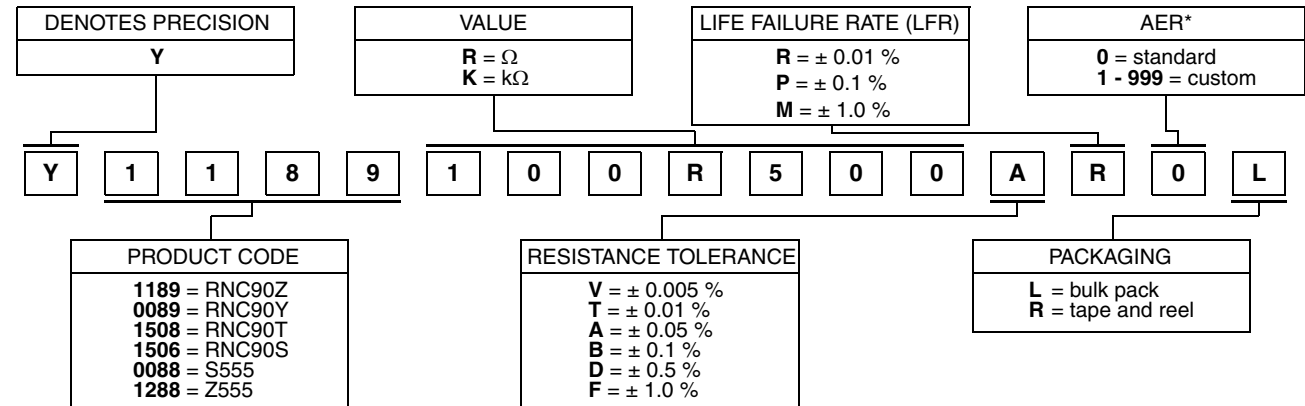 DENOTES PRECISION
Y
VALUE
R = Ω
K = kΩ
LIFE FAILURE RATE (LFR)
R = ± 0.01 %
P = ± 0.1 %
M = ± 1.0 %
AER*
0 = standard
1 - 999 = custom
Y 1 1 8 9 1 0 0 R 5 0 0 A R 0 L
PRODUCT CODE
1189 = RNC90Z
0089 = RNC90Y
1508 = RNC90T
1506 = RNC90S
0088 = S555
1288 = Z555
RESISTANCE TOLERANCE
V = ± 0.005 %
T = ± 0.01 %
A = ± 0.05 %
B = ± 0.1 %
D = ± 0.5 %
F = ± 1.0 %
PACKAGING
L = bulk pack
R = tape and reel